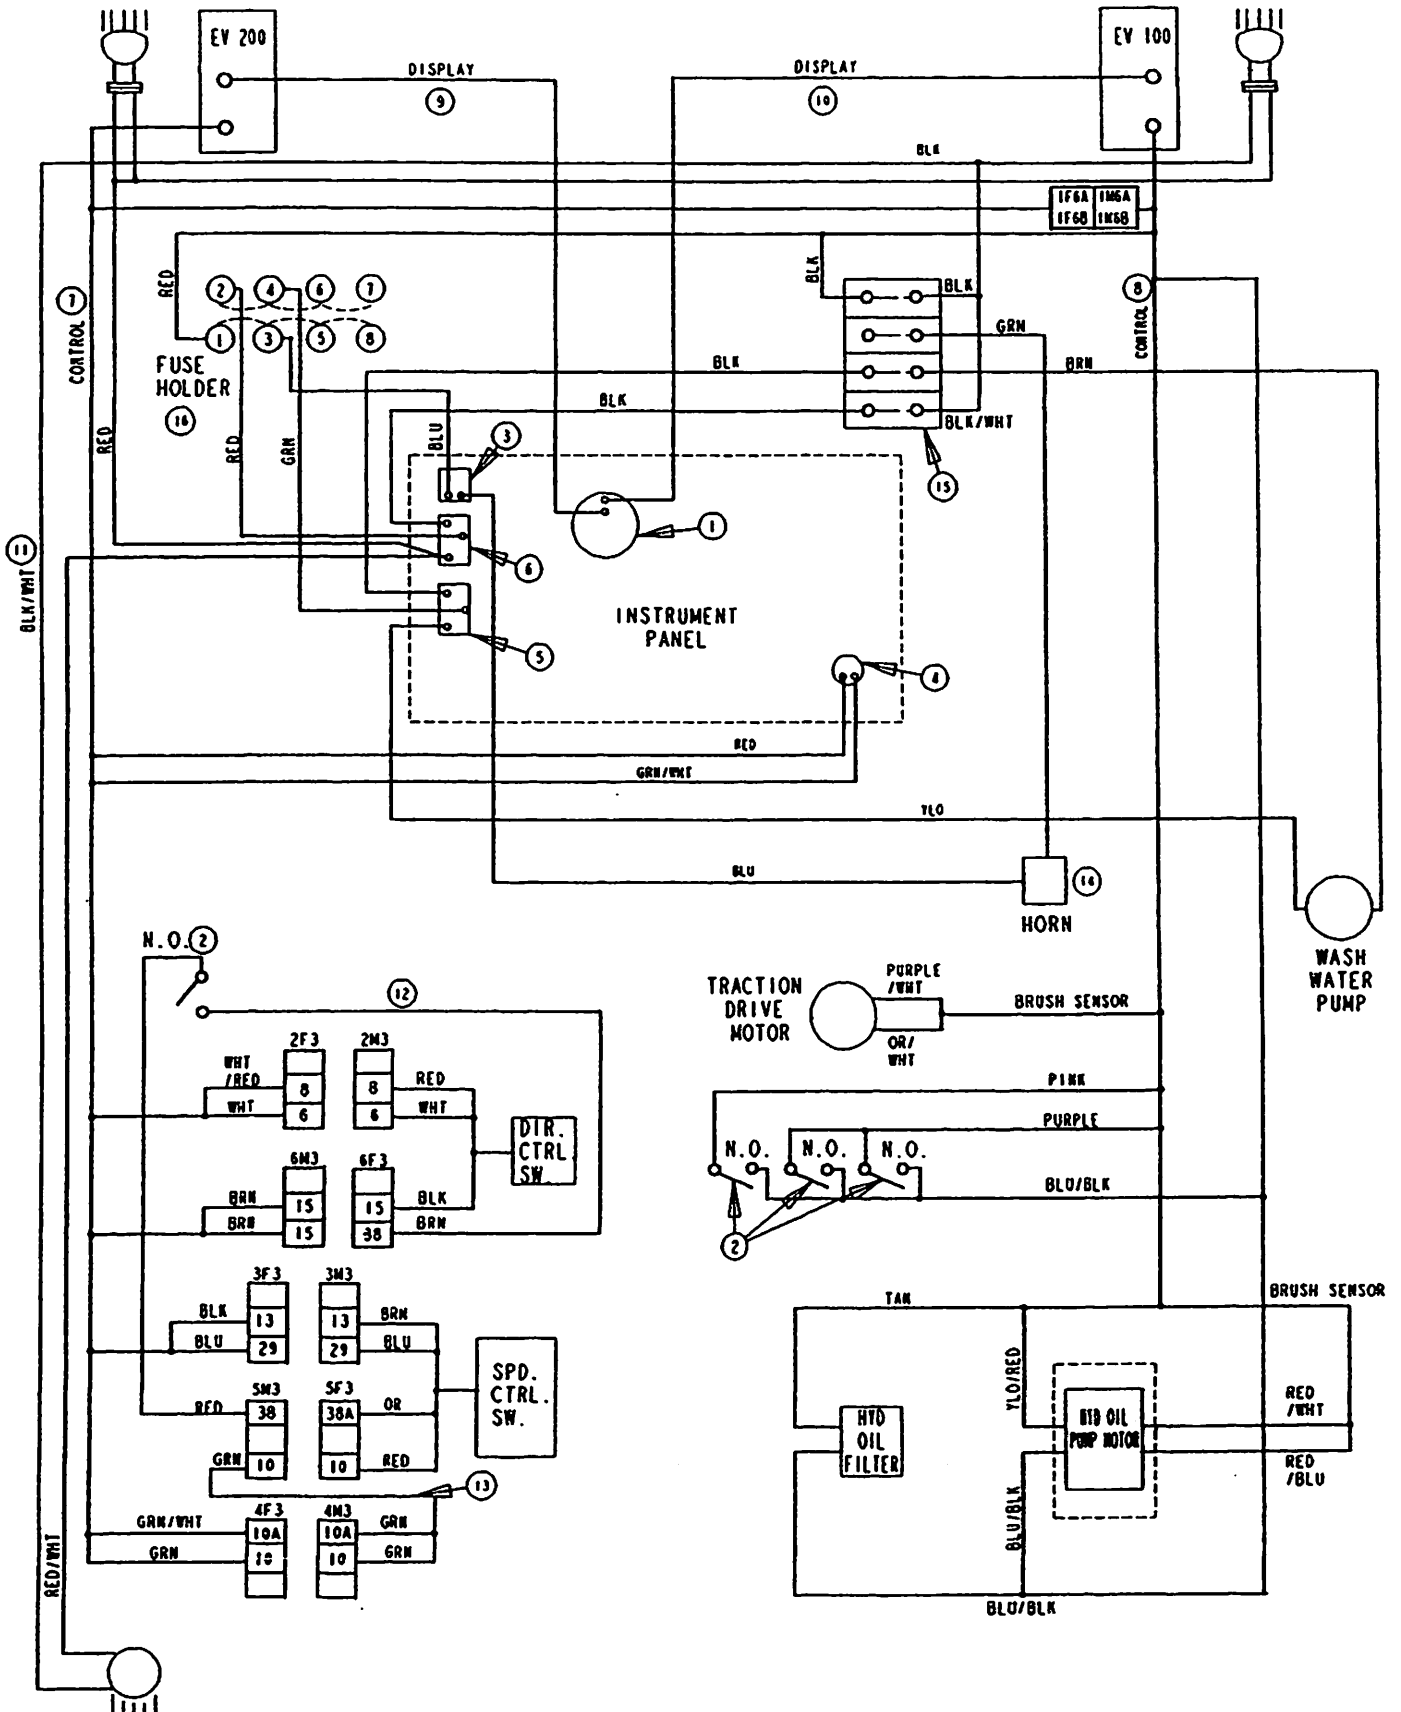 EV 200
EV 100
DISPLAY
9
DISPLAY
10
BLK
1F6A
1M6A
1F6B
1M6B
RED
2
4
6
7
1
3
5
8
FUSE
HOLDER
16
7
CONTROL
8
CONTROL
BLK
BLK
GRN
BLK
BRN
BLK
BLK/WHT
15
RED
RED
GRN
BLU
3
1
6
11
BLK/WHT
INSTRUMENT
PANEL
5
4
RED
GRN/WHT
YLO
BLU
14
HORN
WASH
WATER
PUMP
N.O.
2
12
TRACTION
DRIVE
MOTOR
PURPLE
/WHT
OR/
WHT
BRUSH SENSOR
2F3
2M3
WHT
/RED
8
8
RED
WHT
6
6
WHT
DIR.
CTRL
SW
PINK
PURPLE
N.O.
N.O.
N.O.
BLU/BLK
2
6M3
6F3
BRN
15
15
BLK
BRN
15
38
BRN
3F3
3M3
BLK
13
13
BRN
BLU
29
29
BLU
SPD.
CTRL.
SW.
5M3
5F3
RED
38
38A
OR
GRN
10
10
RED
13
4F3
4M3
GRN/WHT
10A
10A
GRN
GRN
10
10
GRN
TAN
BRUSH SENSOR
YLO/RED
HYD
OIL
FILTER
HYD OIL
PUMP MOTOR
RED
/WHT
RED
/BLU
BLU/BLK
BLU/BLK
RED/WHT